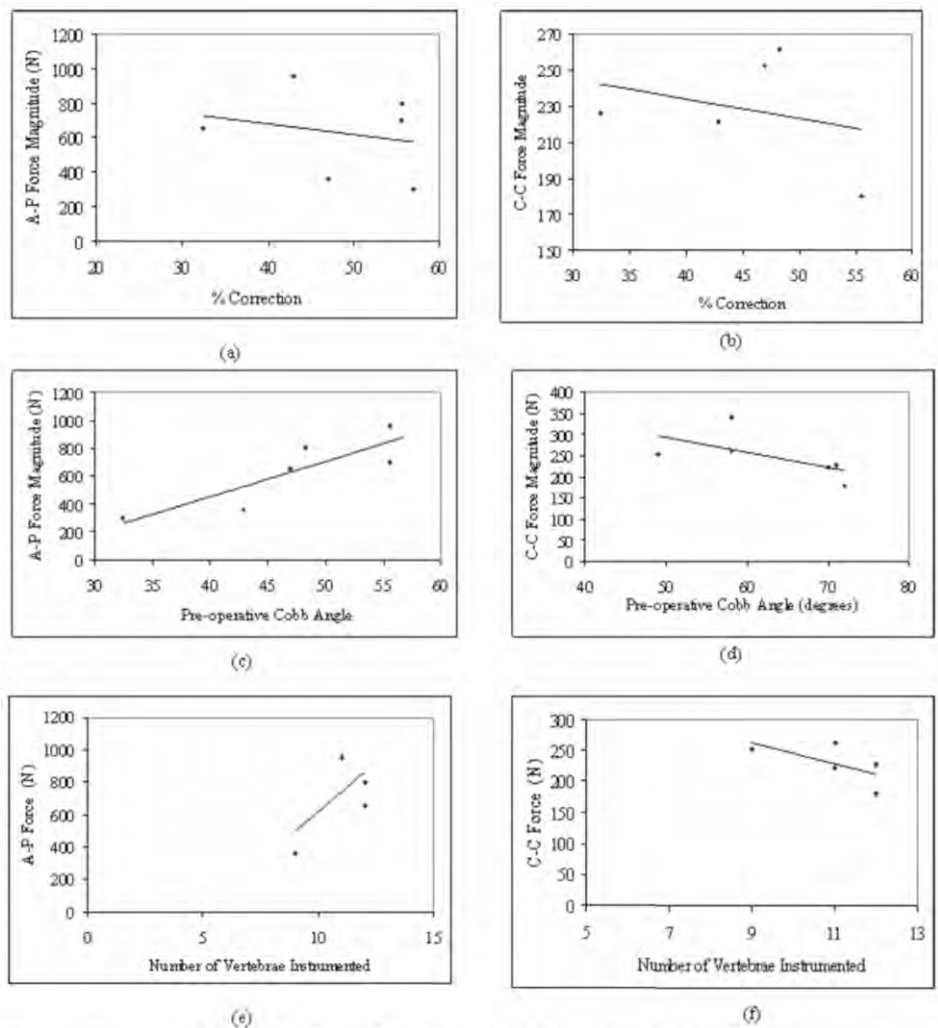 1200
1000
800
600
400
200
0
20 30 40 50 60
A-P Force Magnitude (N)
% Correction
(a)
270
250
230
210
190
170
150
30 35 40 45 50 55 60
C-C Force Magnitude
% Correction
(b)
1200
1000
800
600
400
200
0
30 35 40 45 50 55 60
A-P Force Magnitude (N)
Pre-operative Cobb Angle
(c)
400
350
300
250
200
150
100
50
0
40 50 60 70 80
C-C Force Magnitude (N)
Pre-operative Cobb Angle (degrees)
(d)
1200
1000
800
600
400
200
0
0 5 10 15
A-P Force (N)
Number of Vertebrae Instrumented
(e)
300
250
200
150
100
50
0
5 7 9 11 13
C-C Force (N)
Number of Vertebrae Instrumented
(f)